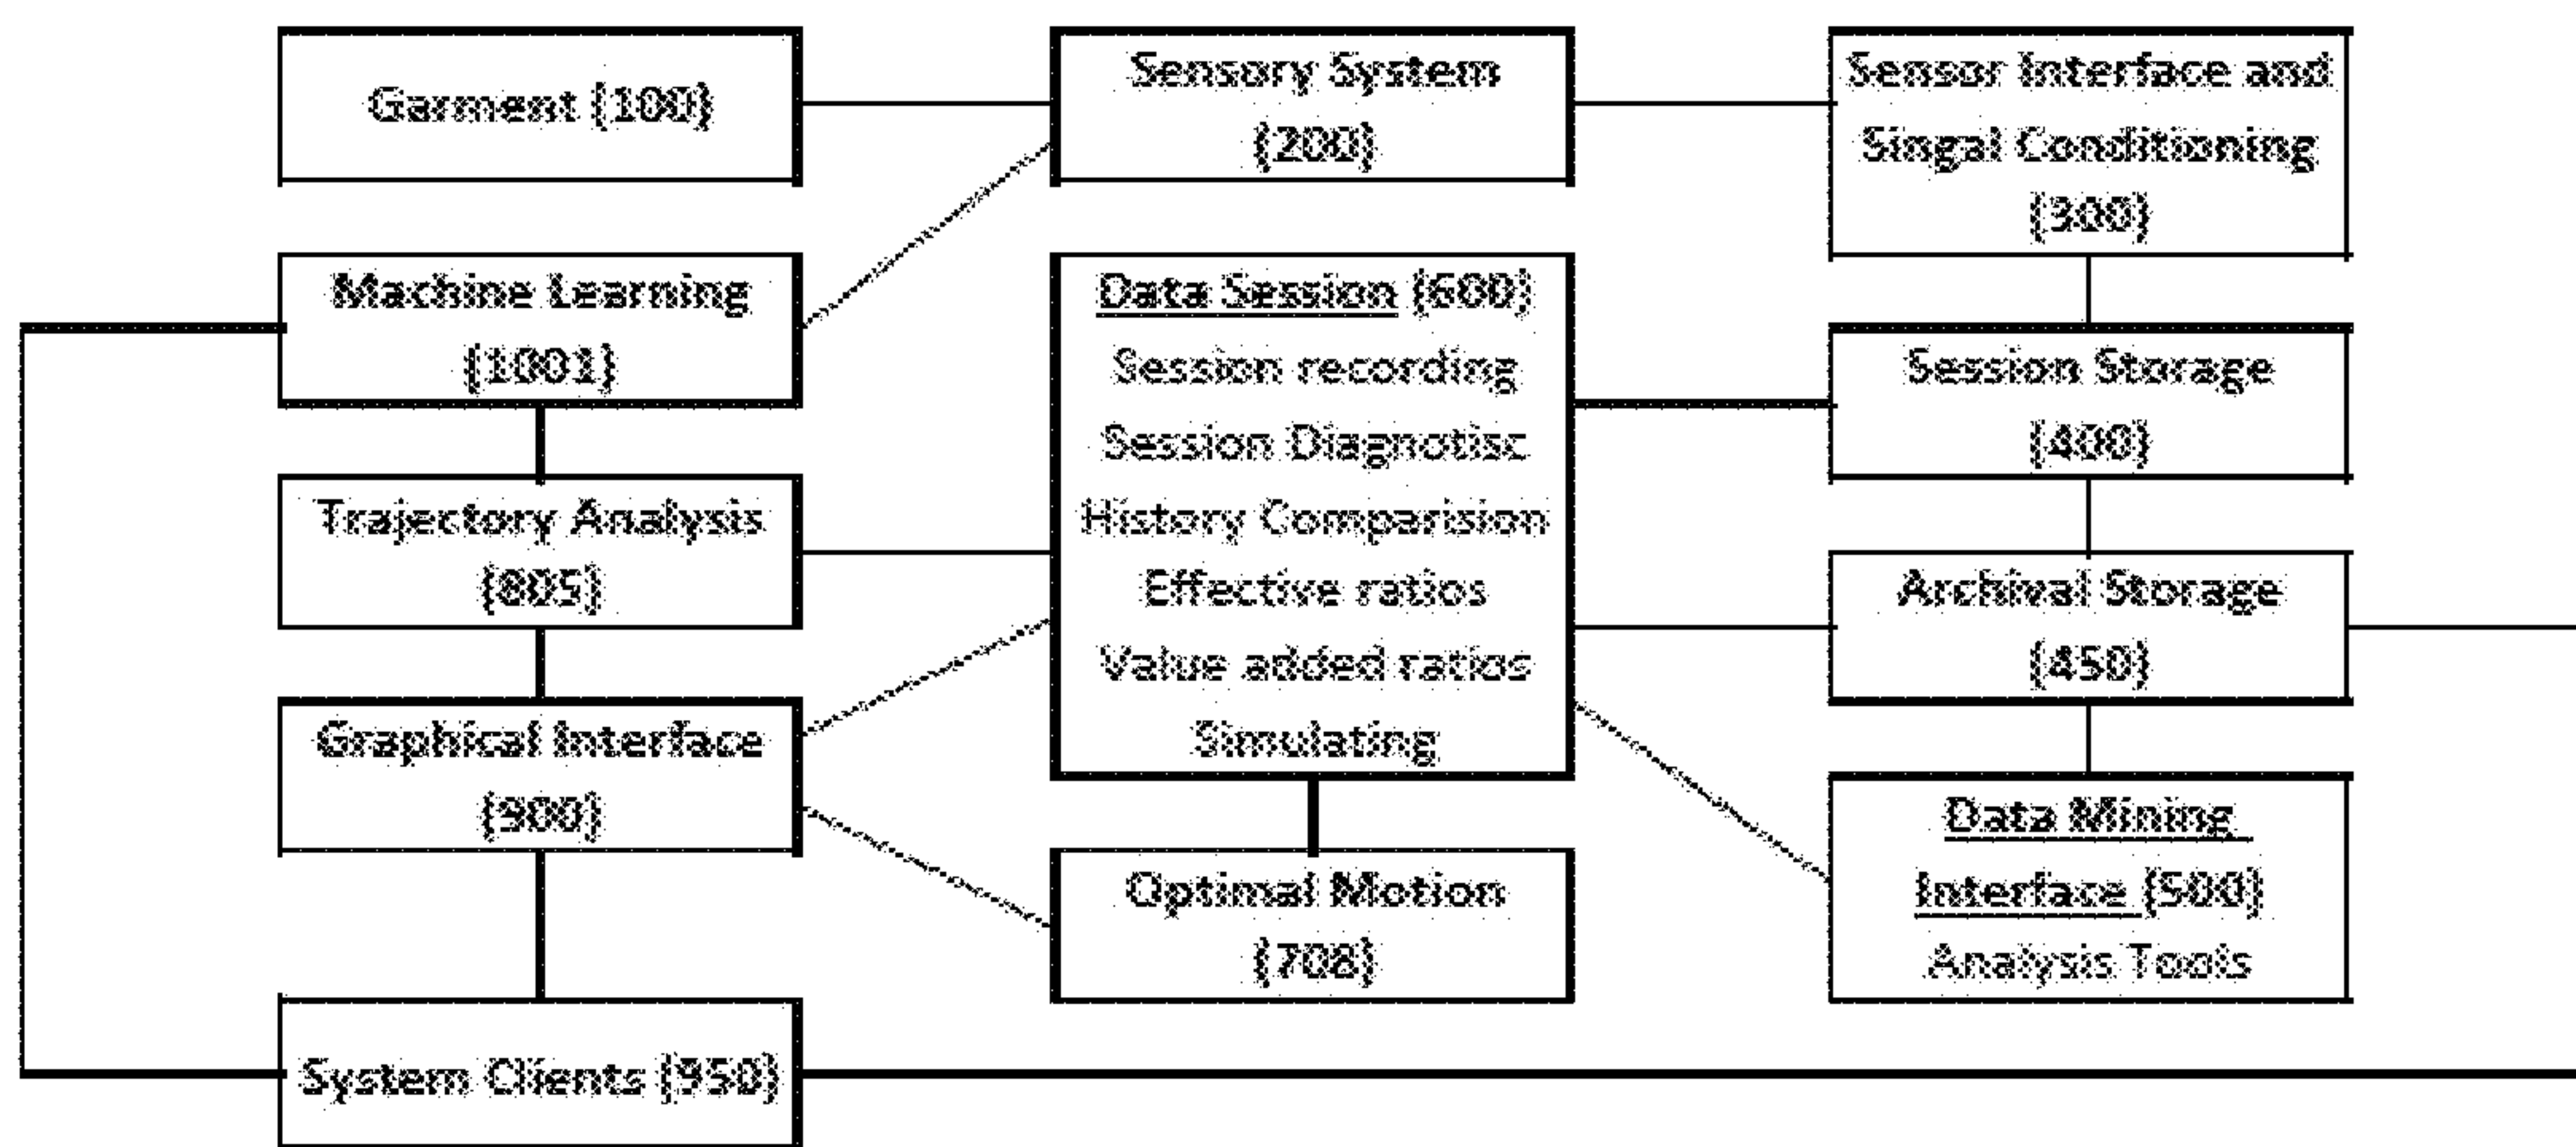 Garment (100)
Sensory System
(200)
Sensor Interface and
Singal Conditioning
(300)
Machine Learning
(1001)
Data Session (600)
Session recording
Session Diagnotisc
History Comparision
Effective ratios
Value added ratios
Simulating
Session Storage
(400)
Trajectory Analysis
(805)
Archival Storage
(450)
Graphical Interface
(900)
Optimal Motion
(708)
Data Mining
Interface (500)
Analysis Tools
System Clients (950)